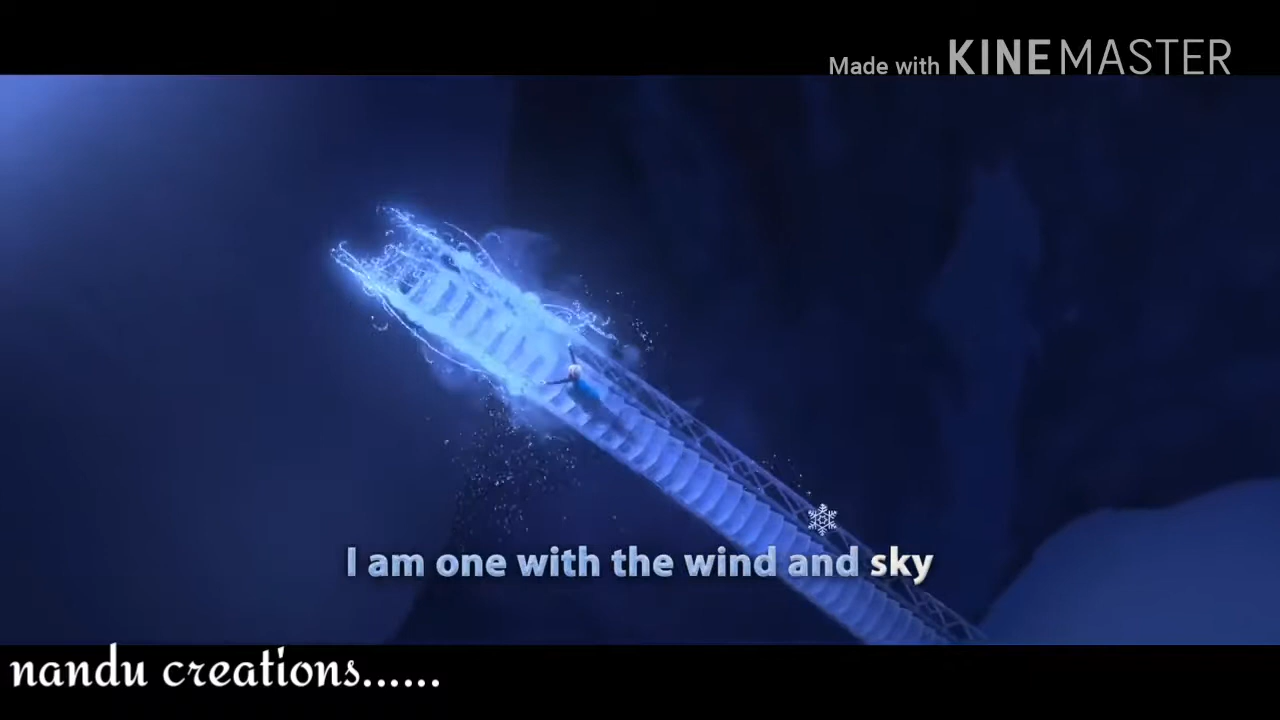 Made with KINEMASTER
I am one with the wind and sky
nandu creations......